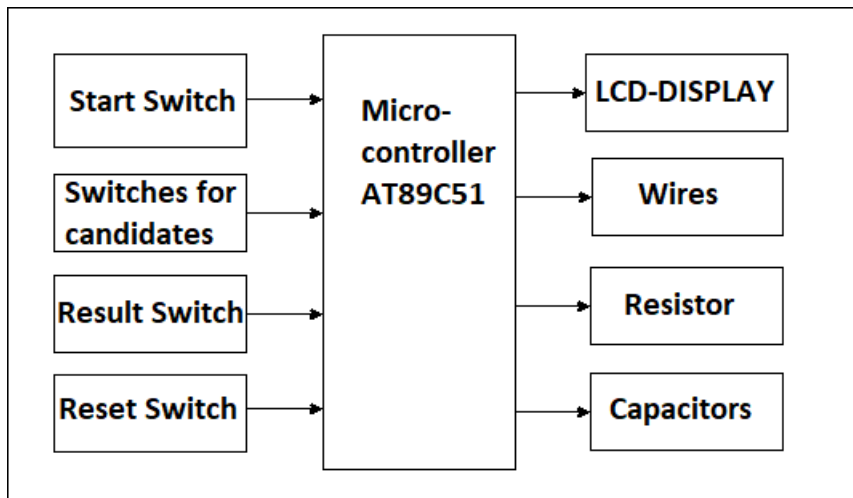 Start Switch
Switches for
candidates
Result Switch
Reset Switch
Micro-
controller
AT89C51
LCD-DISPLAY
Wires
Resistor
Capacitors